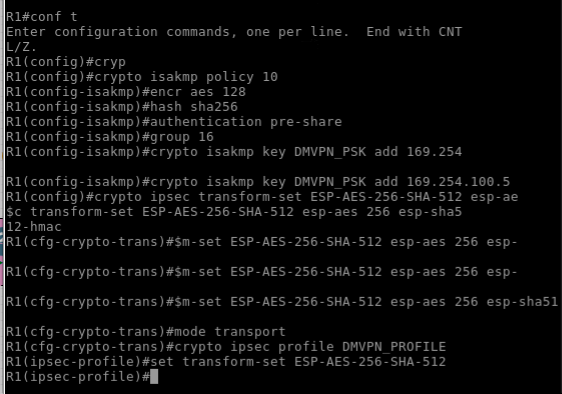 R1#conf t
Enter configuration commands, one per line.  End with CNT
L/Z.
R1(config)#cryp
R1(config)#crypto isakmp policy 10
R1(config-isakmp)#encr aes 128
R1(config-isakmp)#hash sha256
R1(config-isakmp)#authentication pre-share
R1(config-isakmp)#group 16
R1(config-isakmp)#crypto isakmp key DMVPN_PSK add 169.254
R1(config-isakmp)#crypto isakmp key DMVPN_PSK add 169.254.100.5
R1(config)#crypto ipsec transform-set ESP-AES-256-SHA-512 esp-ae
$c transform-set ESP-AES-256-SHA-512 esp-aes 256 esp-sha5
12-hmac
R1(cfg-crypto-trans)#$m-set ESP-AES-256-SHA-512 esp-aes 256 esp-
R1(cfg-crypto-trans)#$m-set ESP-AES-256-SHA-512 esp-aes 256 esp-
R1(cfg-crypto-trans)#$m-set ESP-AES-256-SHA-512 esp-aes 256 esp-sha51
R1(cfg-crypto-trans)#mode transport
R1(cfg-crypto-trans)#crypto ipsec profile DMVPN_PROFILE
R1(ipsec-profile)#set transform-set ESP-AES-256-SHA-512
R1(ipsec-profile)#